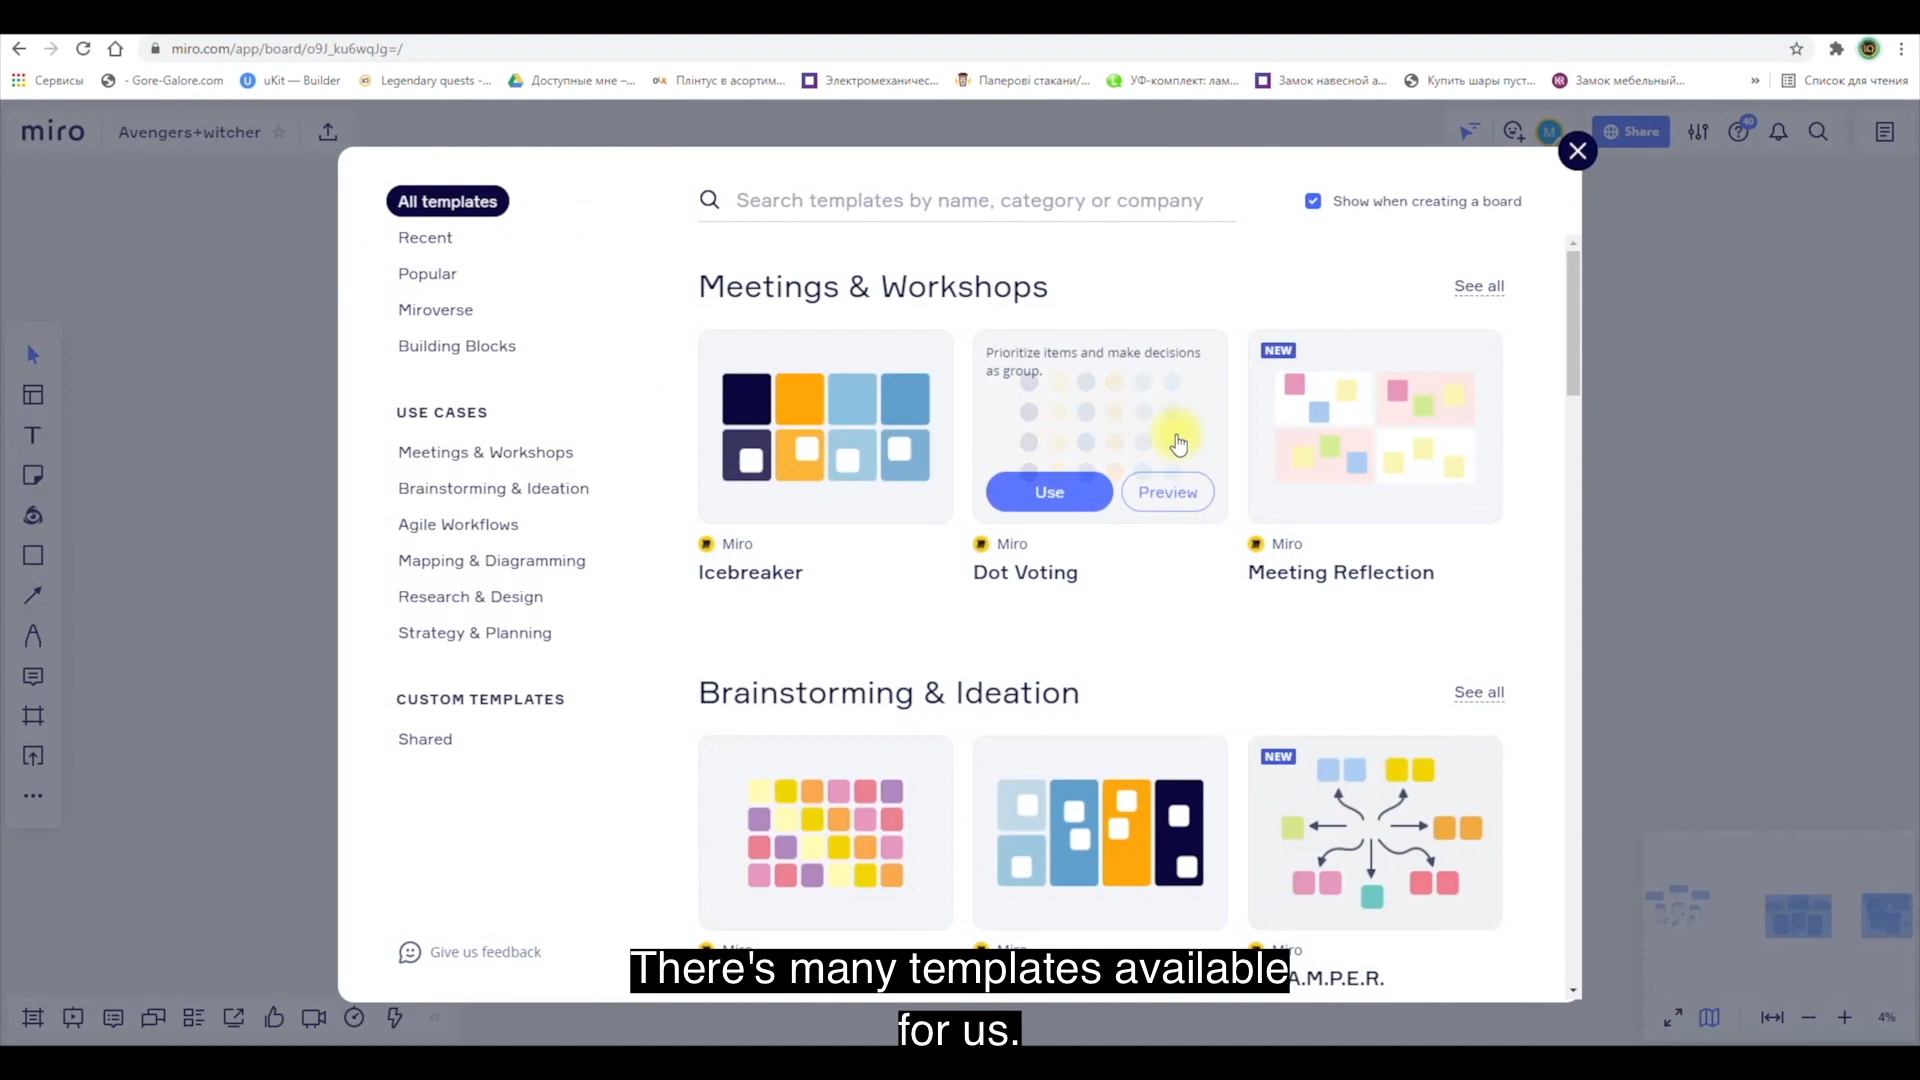 miro.com/app/board/o9J_ku6wqJg=/
Сервисы
- Gore-Galore.com
uKit — Builder
Legendary quests -...
Доступные мне –...
Плінтус в асортим...
Электромеханичес...
Паперові стакани/...
УФ-комплект: лам...
Замок навесной а...
Купить шары пуст...
Замок мебельный...
»
Список для чтения
miro
Avengers+witcher
M
Share
40
All templates
Search templates by name, category or company
Show when creating a board
Recent
Popular
Miroverse
Building Blocks
USE CASES
Meetings & Workshops
Brainstorming & Ideation
Agile Workflows
Mapping & Diagramming
Research & Design
Strategy & Planning
CUSTOM TEMPLATES
Shared
Give us feedback
Meetings & Workshops
See all
Prioritize items and make decisions
as group.
NEW
Use
Preview
Miro
Miro
Miro
Icebreaker
Dot Voting
Meeting Reflection
Brainstorming & Ideation
See all
NEW
A.M.P.E.R.
There's many templates available
for us.
4%